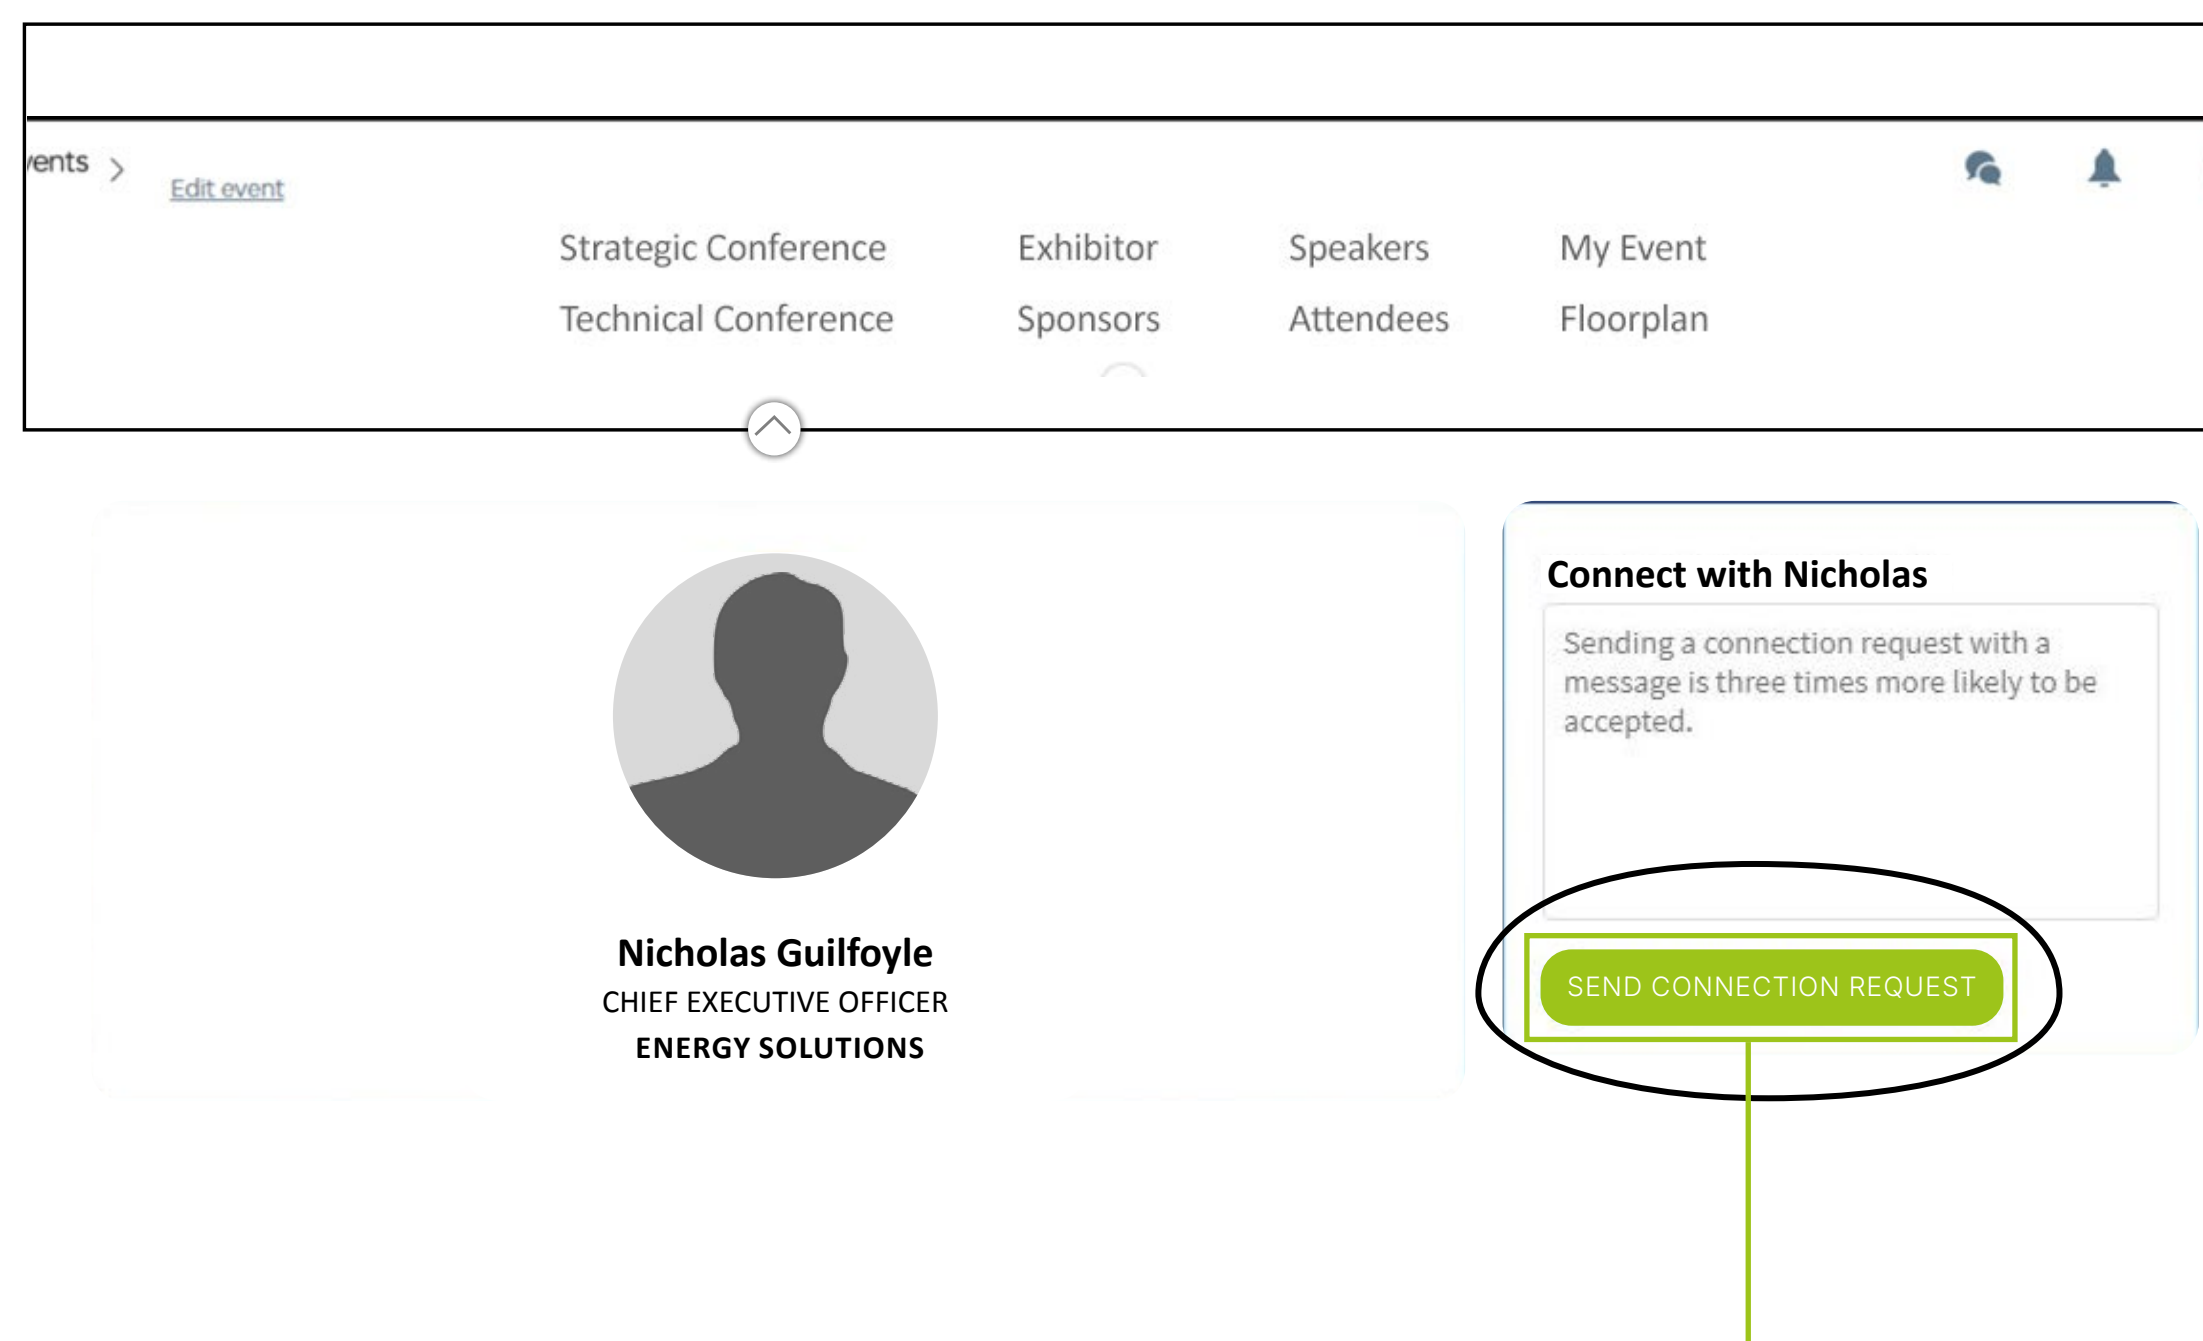 vents >
Edit event
Strategic Conference Exhibitor Speakers My Event
Technical Conference Sponsors Attendees Floorplan
Nicholas Guilfoyle
CHIEF EXECUTIVE OFFICER
ENERGY SOLUTIONS
Connect with Nicholas
Sending a connection request with a
message is three times more likely to be
accepted.
SEND CONNECTION REQUEST